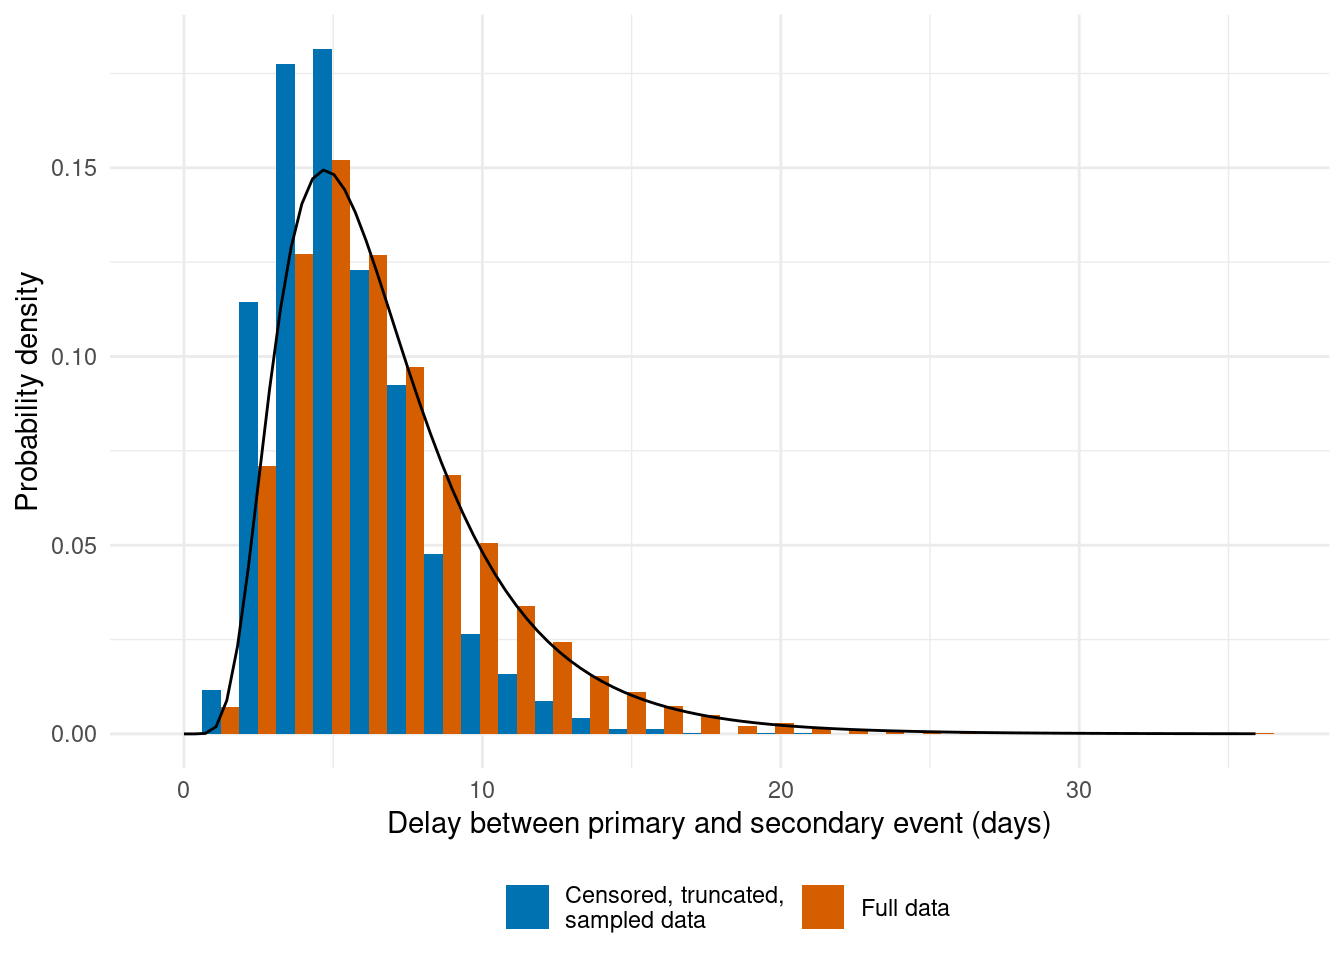 Probability density
0.15
0.10
0.05
0.00
0
10
20
30
Delay between primary and secondary event (days)
Censored, truncated,
sampled data
Full data